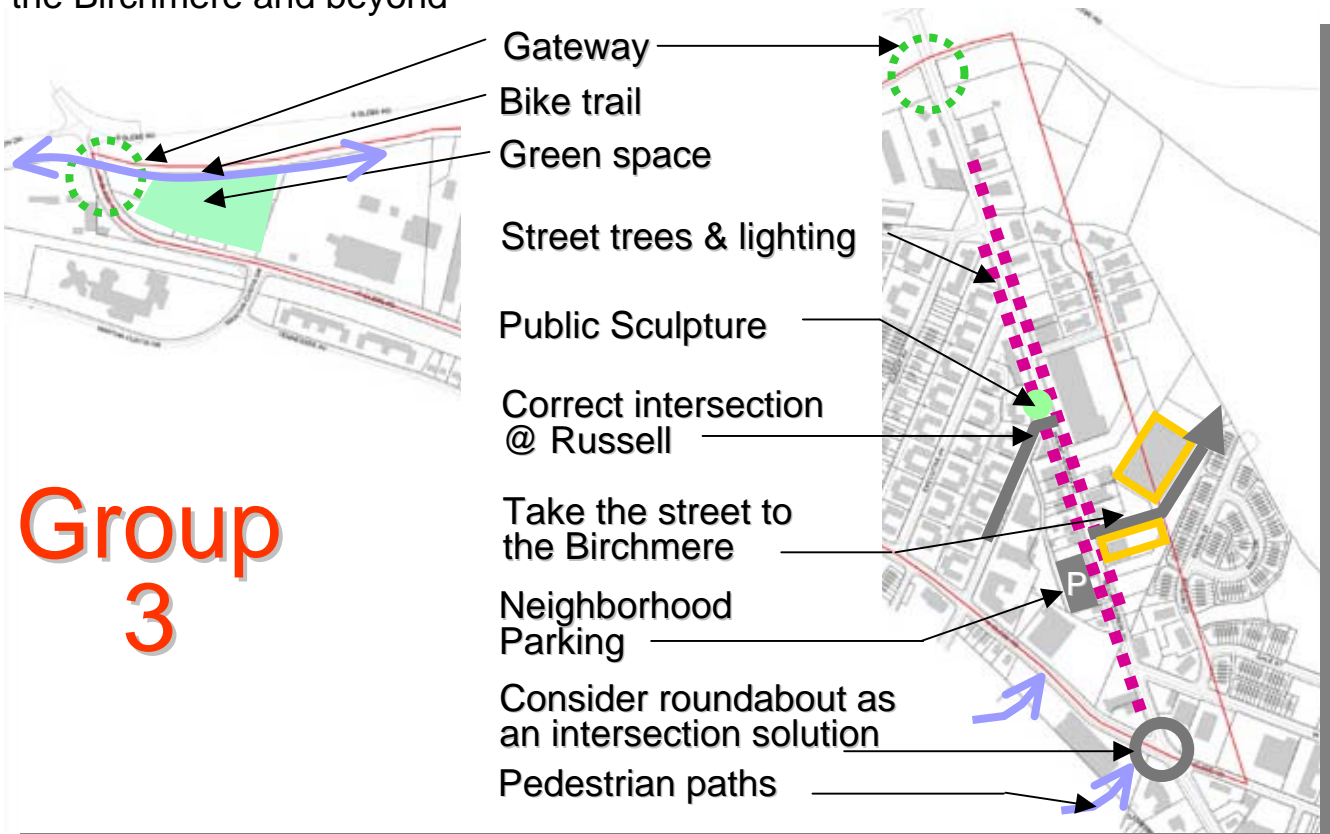 the Birchmere and beyond
Gateway
Bike trail
Green space
Street trees & lighting
Public Sculpture
Correct intersection
@ Russell
Take the street to
the Birchmere
Neighborhood
Parking
Consider roundabout as
an intersection solution
Pedestrian paths
Group
3
P